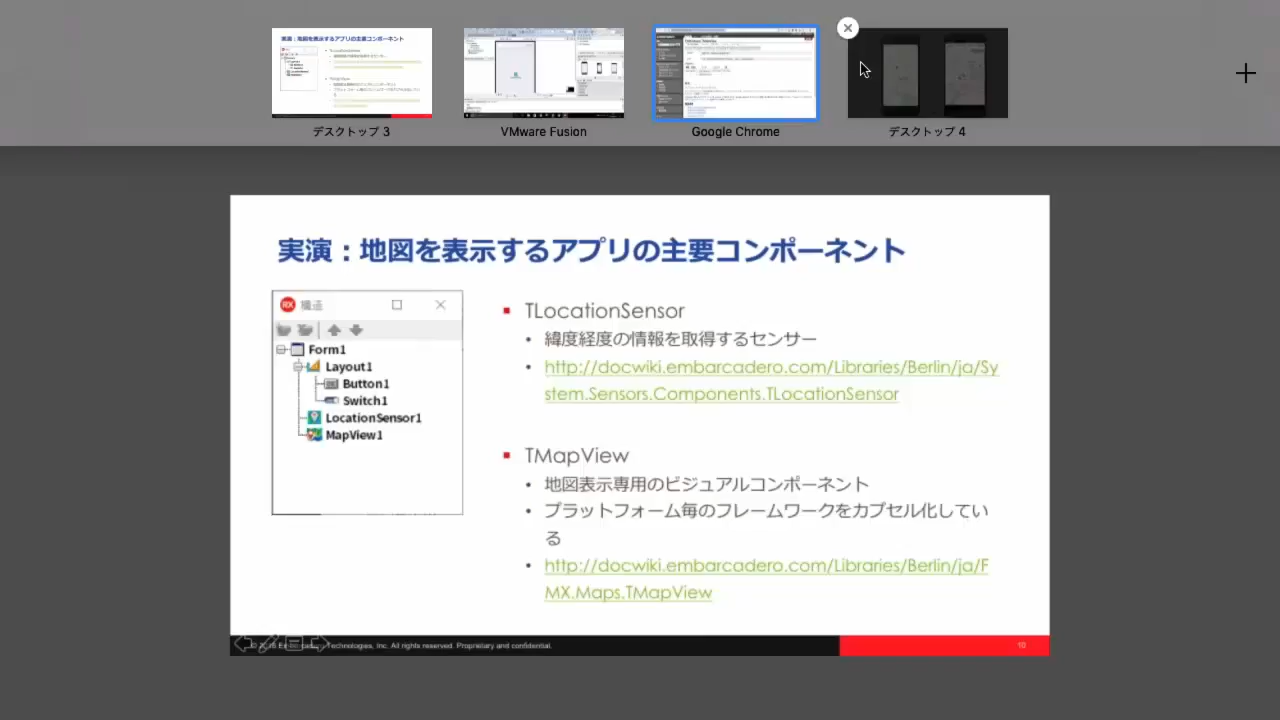 デスクトップ 3
VMware Fusion
Google Chrome
デスクトップ 4
実演：地図を表示するアプリの主要コンポーネント
RX 構造
Form1
Layout1
Button1
Switch1
LocationSensor1
MapView1
TLocationSensor
緯度経度の情報を取得するセンサー
http://docwiki.embarcadero.com/Libraries/Berlin/ja/Sy
stem.Sensors.Components.TLocationSensor
TMapView
地図表示専用のビジュアルコンポーネント
プラットフォーム毎のフレームワークをカプセル化してい
る
http://docwiki.embarcadero.com/Libraries/Berlin/ja/F
MX.Maps.TMapView
Technologies, Inc. All rights reserved. Proprietary and confidential.
10